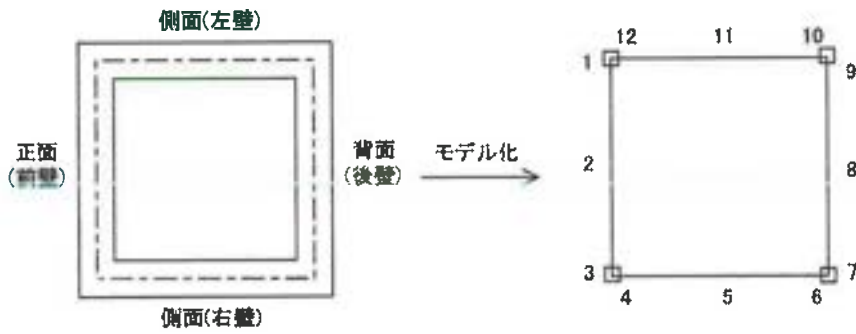 側面(左壁)
正面
(前壁)
背面
(後壁)
側面(右壁)
モデル化
12 11 10
1 9
2 8
3 7
4 5 6